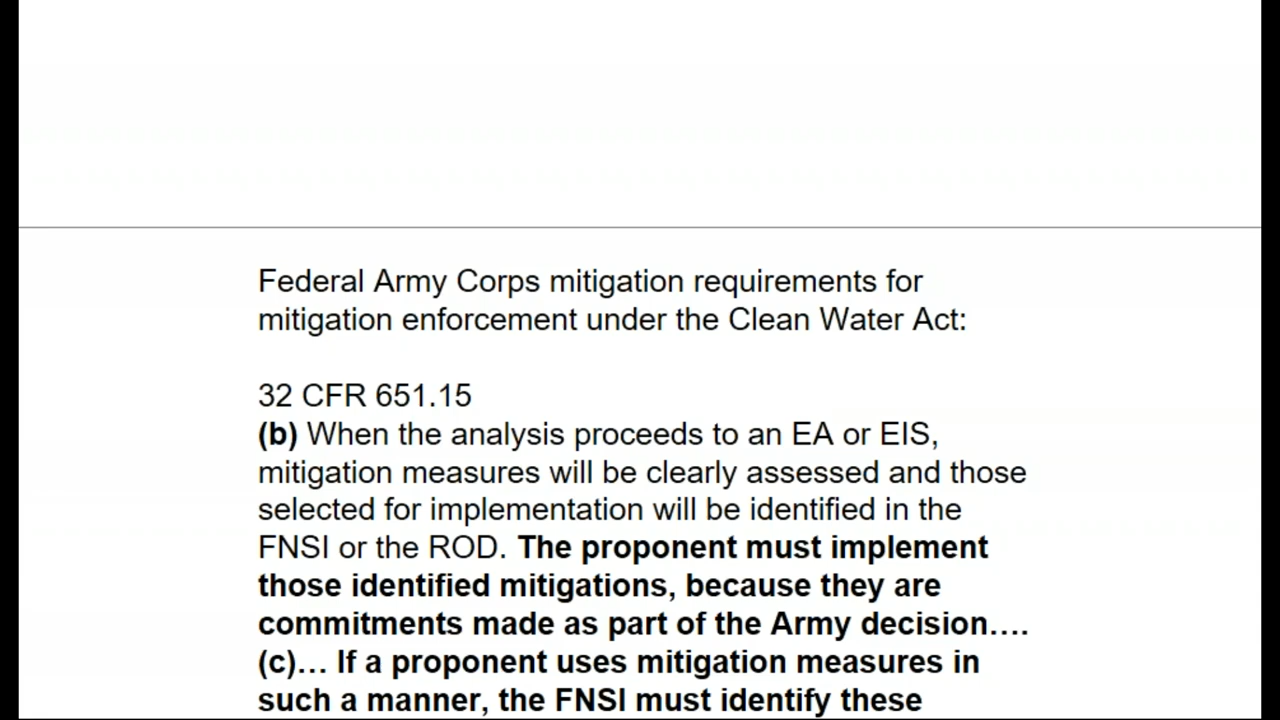 Federal Army Corps mitigation requirements for
mitigation enforcement under the Clean Water Act:
32 CFR 651.15
(b) When the analysis proceeds to an EA or EIS,
mitigation measures will be clearly assessed and those
selected for implementation will be identified in the
FNSI or the ROD. The proponent must implement
those identified mitigations, because they are
commitments made as part of the Army decision….
(c)… If a proponent uses mitigation measures in
such a manner, the FNSI must identify these